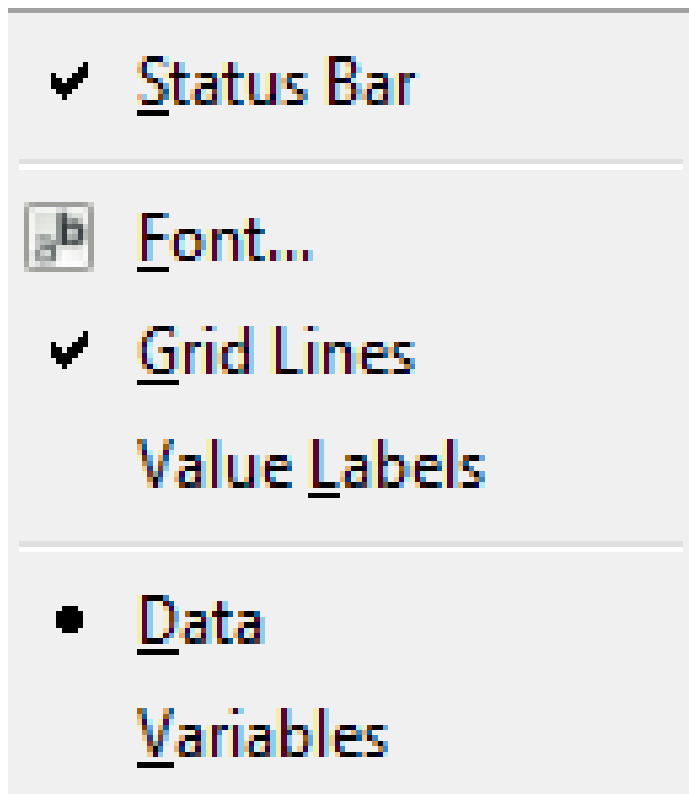 Status Bar
Font...
Grid Lines
Value Labels
Data
Variables